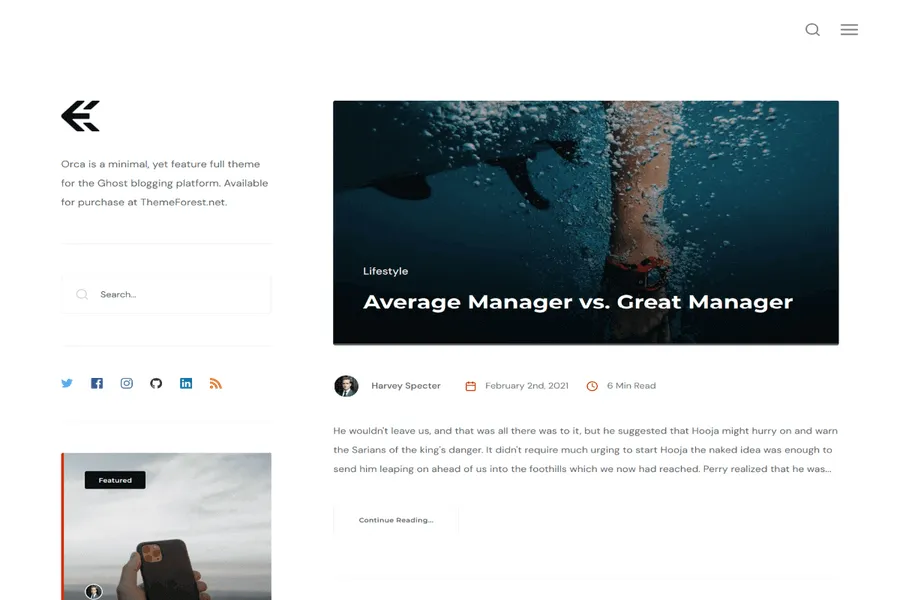 Orca is a minimal, yet feature full theme
for the Ghost blogging platform. Available
for purchase at ThemeForest.net.
Search...
Featured
Lifestyle
Average Manager vs. Great Manager
Harvey Specter
February 2nd, 2021
6 Min Read
He wouldn't leave us, and that was all there was to it, but he suggested that Hooja might hurry on and warn
the Sarians of the king's danger. It didn't require much urging to start Hooja the naked idea was enough to
send him leaping on ahead of us into the foothills which we now had reached. Perry realized that he was...
Continue Reading...